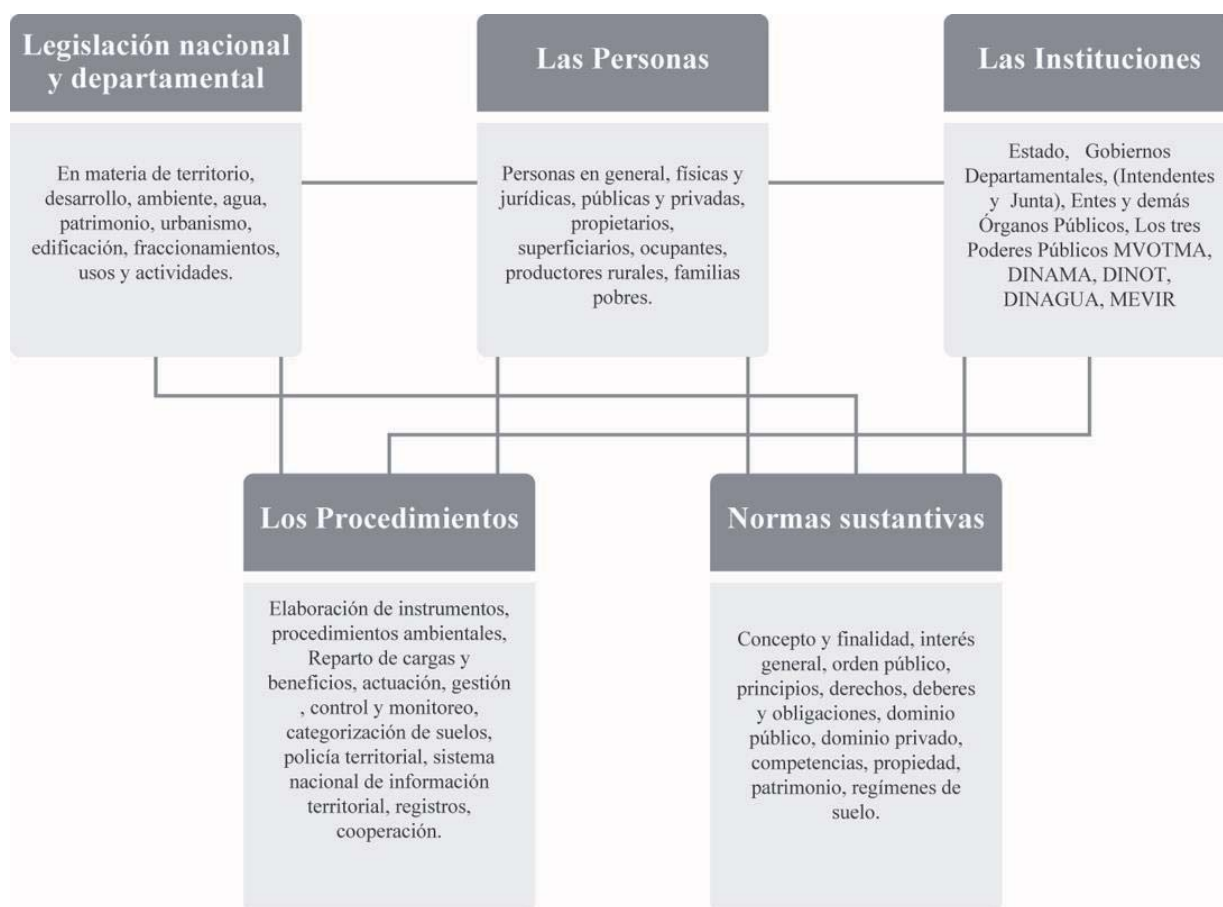 Legislación nacional
y departamental
En materia de territorio,
desarrollo, ambiente, agua,
patrimonio, urbanismo,
edificación, fraccionamientos,
usos y actividades.
Las Personas
Personas en general, físicas y
jurídicas, públicas y privadas,
propietarios,
superficiarios, ocupantes,
productores rurales, familias
pobres.
Las Instituciones
Estado, Gobiernos
Departamentales, (Intendentes
y Junta), Entes y demás
Órganos Públicos, Los tres
Poderes Públicos MVOTMA,
DINAMA, DINOT,
DINAGUA, MEVIR
Los Procedimientos
Elaboración de instrumentos,
procedimientos ambientales,
Reparto de cargas y
beneficios, actuación, gestión
, control y monitoreo,
categorización de suelos,
policía territorial, sistema
nacional de información
territorial, registros,
cooperación.
Normas sustantivas
Concepto y finalidad, interés
general, orden público,
principios, derechos, deberes
y obligaciones, dominio
público, dominio privado,
competencias, propiedad,
patrimonio, regímenes de
suelo.